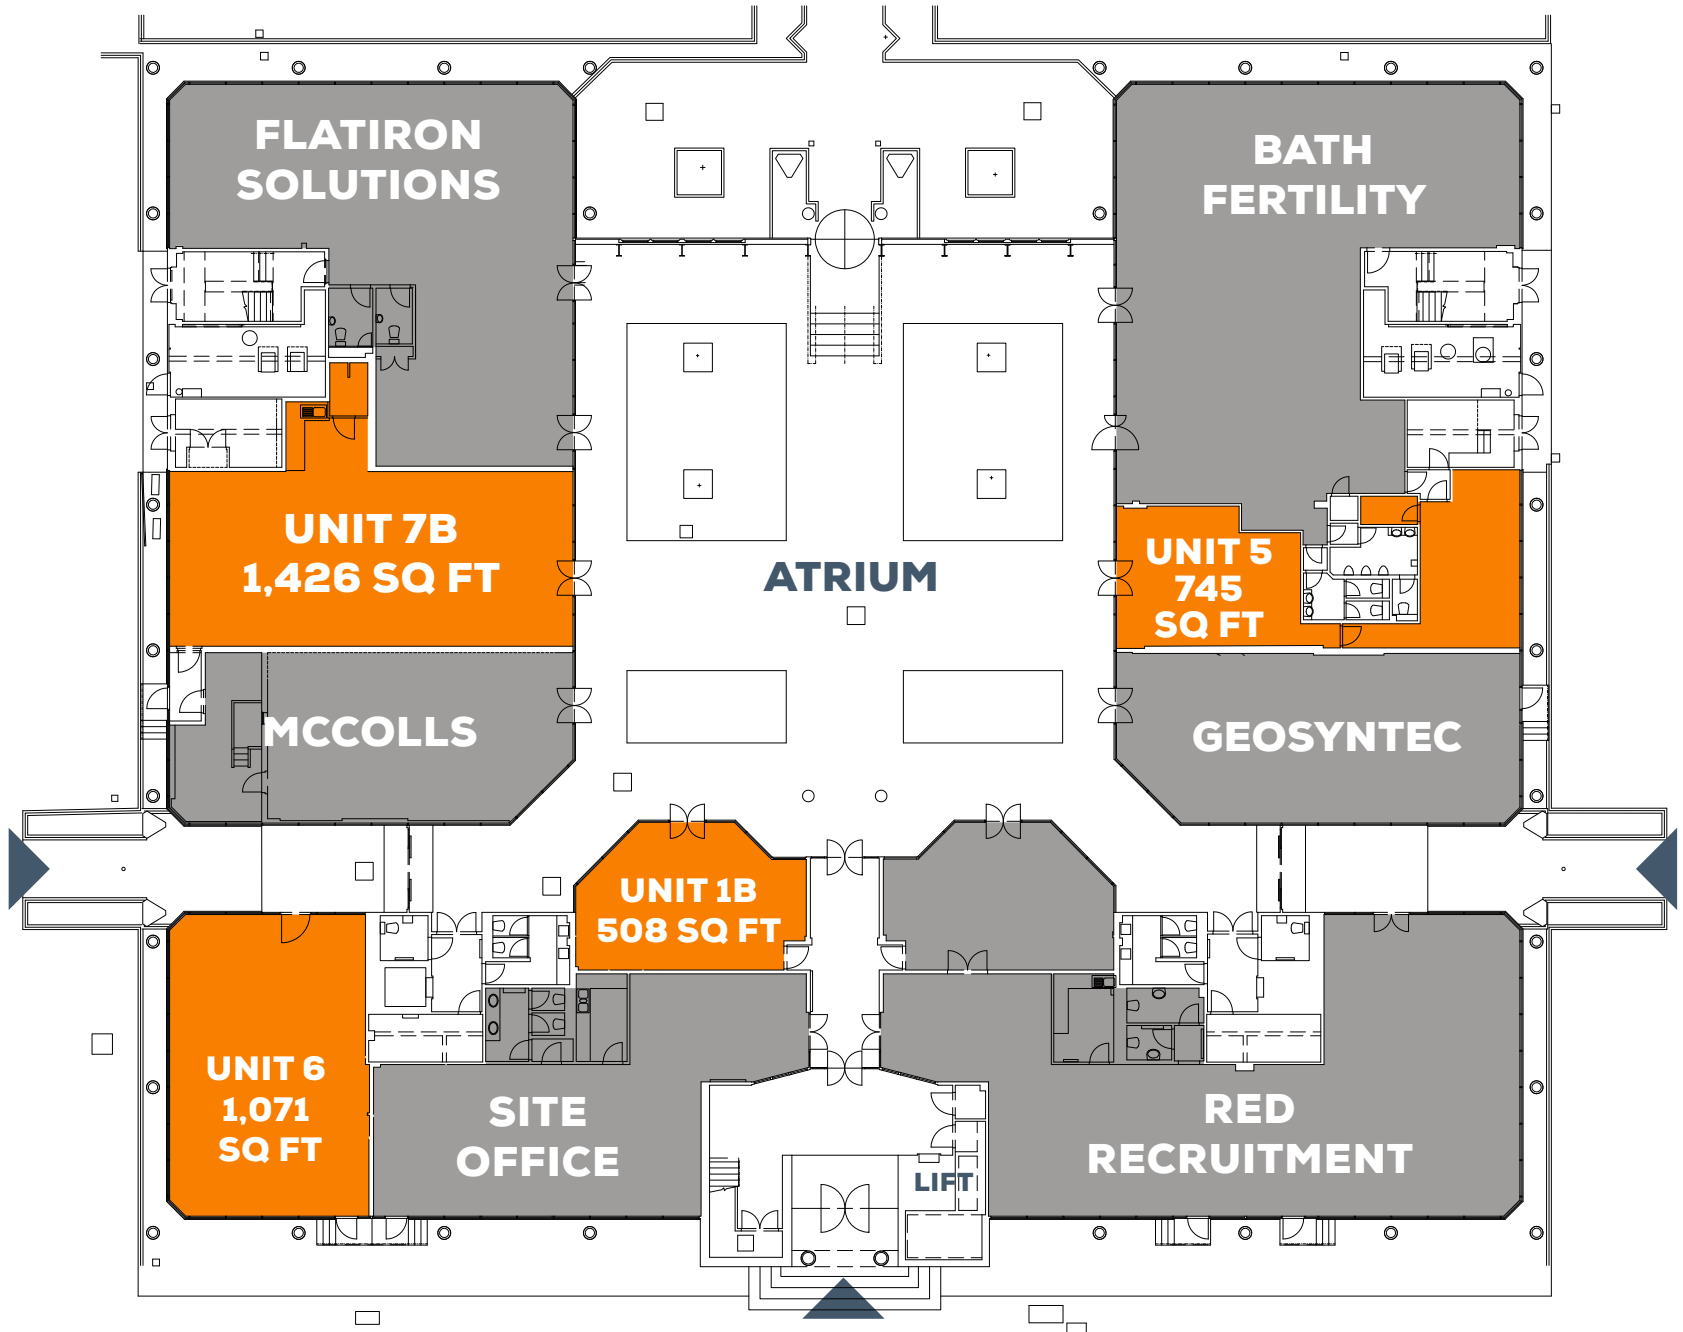 FLATIRON
SOLUTIONS
BATH
FERTILITY
UNIT 7B
1,426 SQ FT
ATRIUM
UNIT 5
745
SQ FT
MCCOLLS
GEOSYNTEC
UNIT 1B
508 SQ FT
UNIT 6
1,071
SQ FT
SITE
OFFICE
RED
RECRUITMENT
LIFT